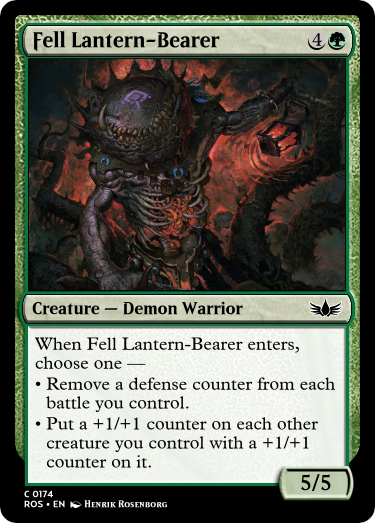 Fell Lantern-Bearer 4
Creature — Demon Warrior
When Fell Lantern-Bearer enters,
choose one —
• Remove a defense counter from each
battle you control.
• Put a +1/+1 counter on each other
creature you control with a +1/+1
counter on it.
5/5
C 0174
ROS • EN Henrik Rosenborg